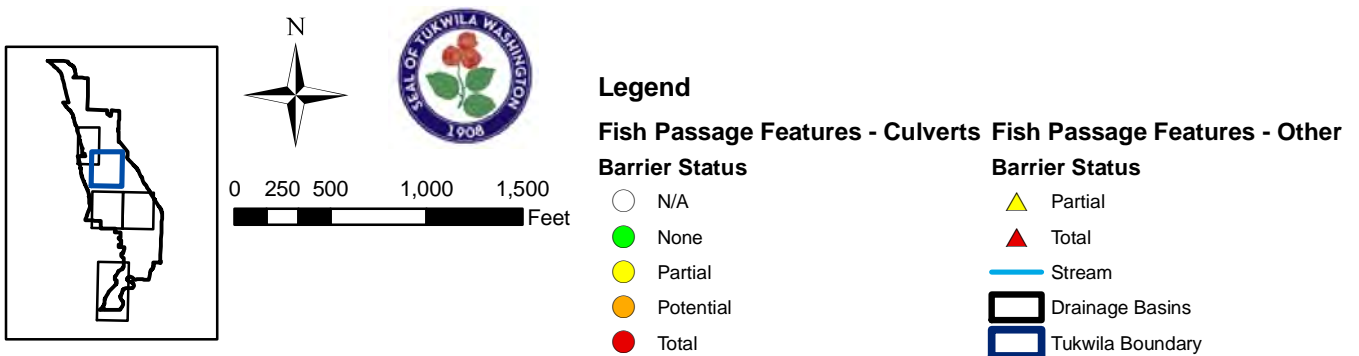 N
SEAL OF TUKWILA WASHINGTON
1908
0 250 500 1,000 1,500
Feet
Legend
Fish Passage Features - Culverts
Barrier Status
N/A
None
Partial
Potential
Total
Fish Passage Features - Other
Barrier Status
Partial
Total
Stream
Drainage Basins
Tukwila Boundary